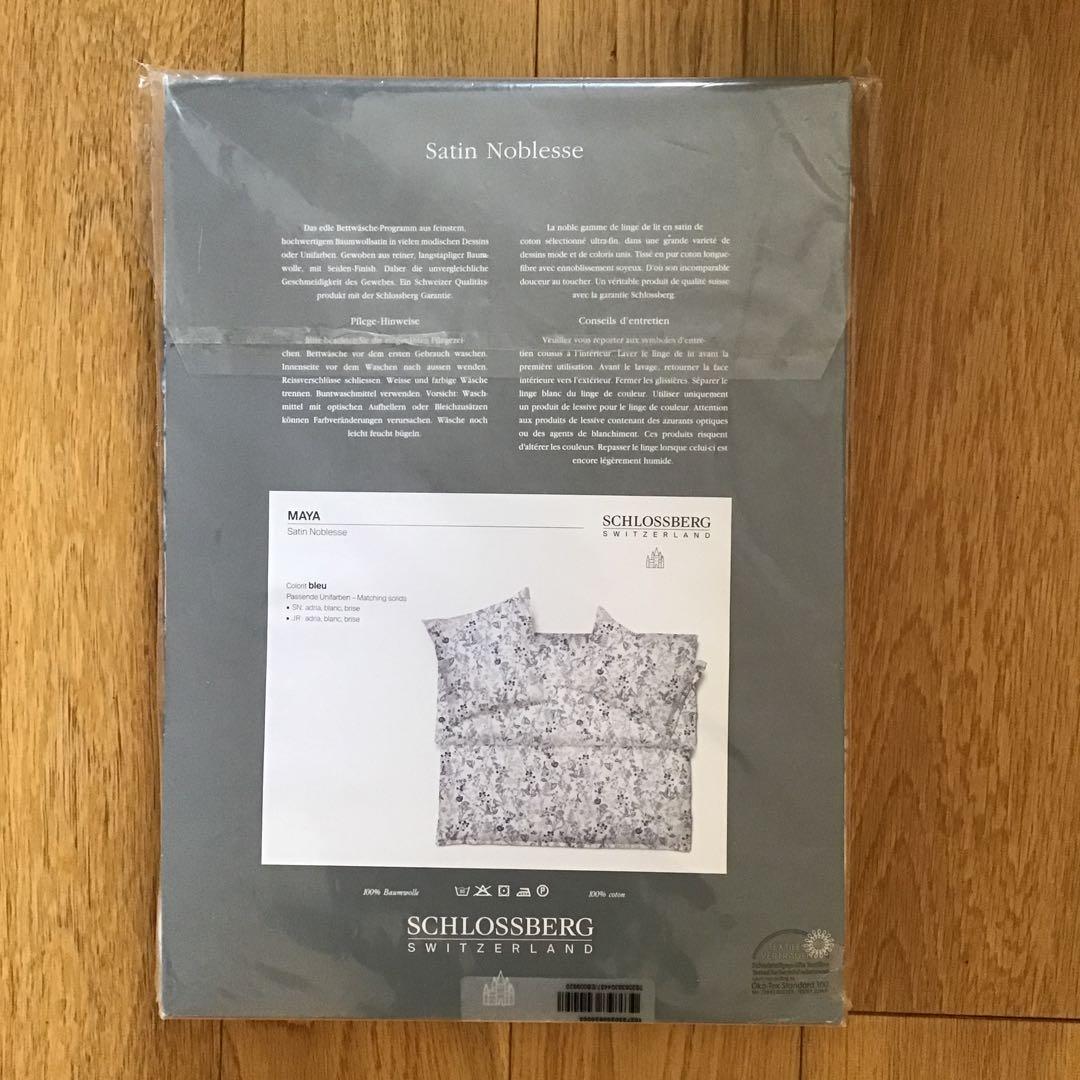 Satin Noblesse
Das edle Bettwäsche-Programm aus feinstem,
hochwertigem Baumwollsatin in vielen modischen Dessins
oder Unifarben. Gewoben aus reiner, langstapliger Baum-
wolle, mit Seiden-Finish. Daher die unvergleichliche
Geschmeidigkeit des Gewebes. Ein Schweizer Qualitäts-
produkt mit der Schlossberg Garantie.
Pflege-Hinweise
Bitte beachten Sie die
chen. Bettwäsche vor dem ersten Gebrauch waschen.
Innenseite vor dem Waschen nach aussen wenden.
Reissverschlüsse schliessen. Weisse und farbige Wäsche
trennen. Buntwaschmittel verwenden. Vorsicht: Wasch-
mittel mit optischen Aufhellern oder Bleichzusätzen
können Farbveränderungen verursachen. Wäsche noch
leicht feucht bügeln.
La noble gamme de linge de lit en satin de
coton sélectionné ultra-fin, dans une grande varieté de
dessins mode et de coloris unis. Tissé en pur coton longue-
fibre avec ennoblissement soyeux. D'où son incomparable
douceur au toucher. Un véritable produit de qualité suisse
avec la garantie Schlossberg.
Conseils d'entretien
Veuillez vous reporter aux symboles d'entre-
tien cousus à l'intérieur. Laver le linge de lit avant la
première utilisation. Avant le lavage, retourner la face
intérieure vers l'extérieur. Fermer les glissières. Séparer le
linge blanc du linge de couleur. Utiliser uniquement
un produit de lessive pour le linge de couleur. Attention
aux produits de lessive contenant des azurants optiques
ou des agents de blanchiment. Ces produits risquent
d'altérer les couleurs. Repasser le linge lorsque celui-ci est
encore légèrement humide.
MAYA
Satin Noblesse
SCHLOSSBERG
SWITZERLAND
Colorit bleu
Passende Unifarben – Matching solids
• SN: adria, blanc, brise
• JR: adria, blanc, brise
100% Baumwolle
P
100% coton
SCHLOSSBERG
SWITZERLAND
TEXTILES
VERTRAUEN
Öko-Tex Standard 100